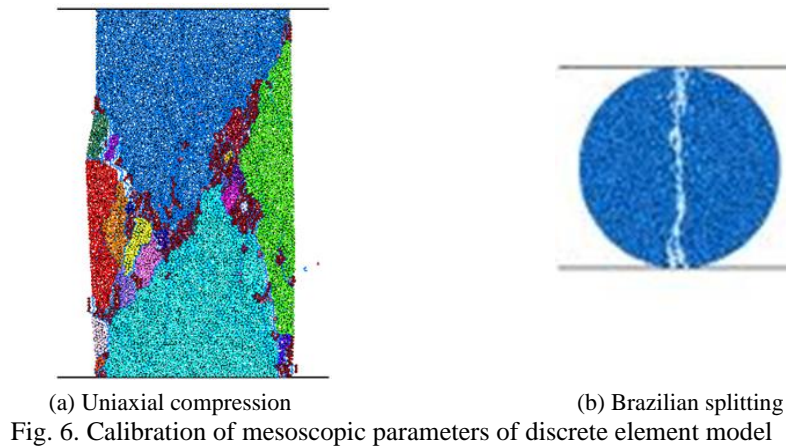 (a) Uniaxial compression
(b) Brazilian splitting
Fig. 6. Calibration of mesoscopic parameters of discrete element model